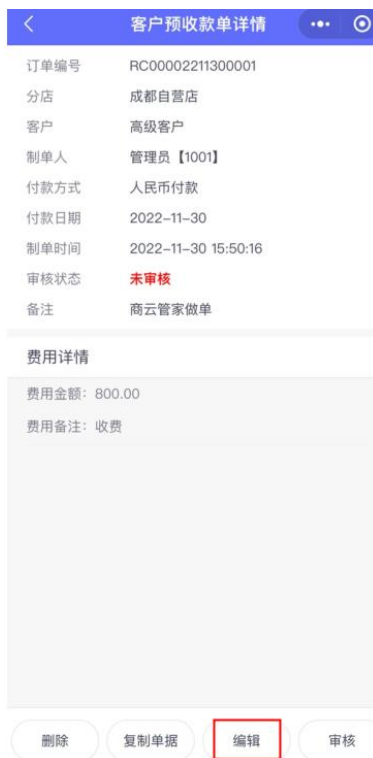 客户预收款单详情
订单编号 RC00002211300001
分店 成都自营店
客户 高级客户
制单人 管理员【1001】
付款方式 人民币付款
付款日期 2022-11-30
制单时间 2022-11-30 15:50:16
审核状态 未审核
备注 商云管家做单
费用详情
费用金额：800.00
费用备注：收费
删除 复制单据 编辑 审核